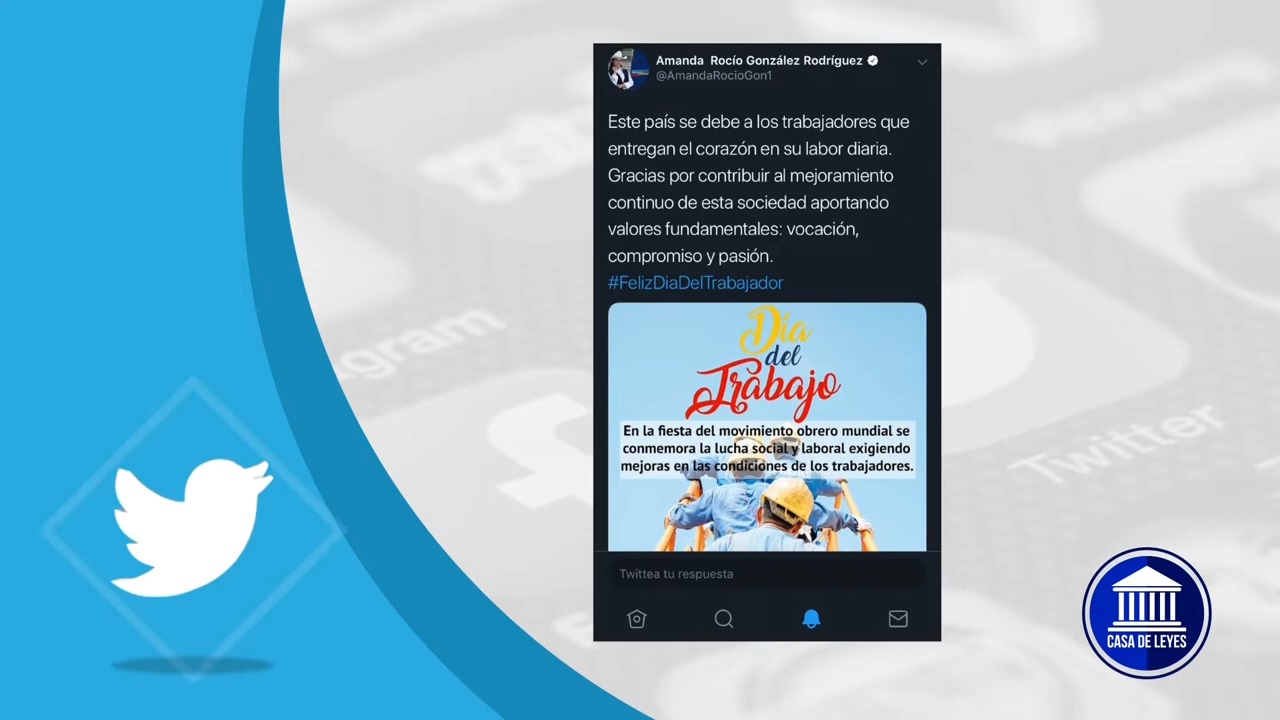 Amanda Rocío González Rodríguez
@AmandaRocioGon1
Este país se debe a los trabajadores que
entregan el corazón en su labor diaria.
Gracias por contribuir al mejoramiento
continuo de esta sociedad aportando
valores fundamentales: vocación,
compromiso y pasión.
#FelizDiaDelTrabajador
Día
del
Trabajo
En la fiesta del movimiento obrero mundial se
conmemora la lucha social y laboral exigiendo
mejoras en las condiciones de los trabajadores.
Twittea tu respuesta
gram
Twitter
CASA DE LEYES